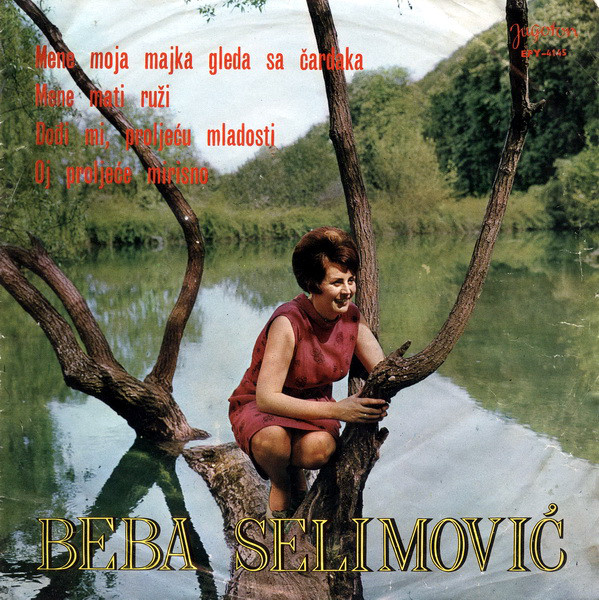 Jugoton
EPY-4145
Mene moja majka gleda sa čardaka
Mene mati ruži
Dođi mi, proljeću mladosti
Oj proljeće mirisno
BEBA SELIMOVIĆ